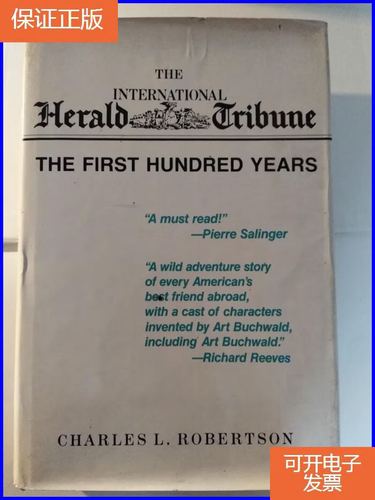 保证正版
THE
INTERNATIONAL
Herald Tribune
THE FIRST HUNDRED YEARS
"A must read!"
—Pierre Salinger
"A wild adventure story
of every American's
best friend abroad,
with a cast of characters
invented by Art Buchwald,
including Art Buchwald."
—Richard Reeves
CHARLES L. ROBERTSON
可开电子
发票